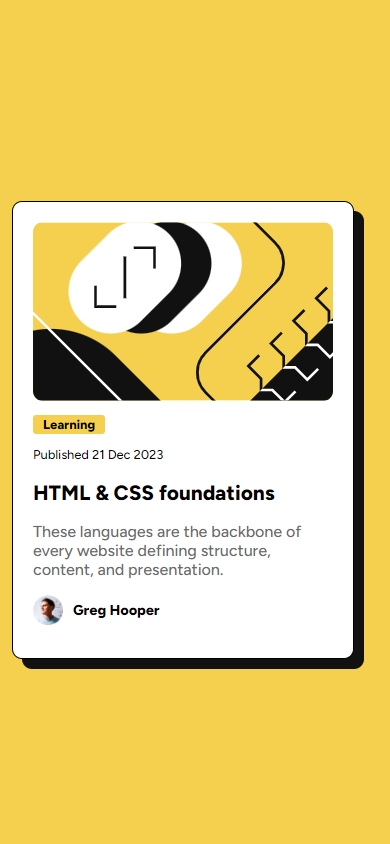 Learning
Published 21 Dec 2023
HTML & CSS foundations
These languages are the backbone of
every website defining structure,
content, and presentation.
Greg Hooper